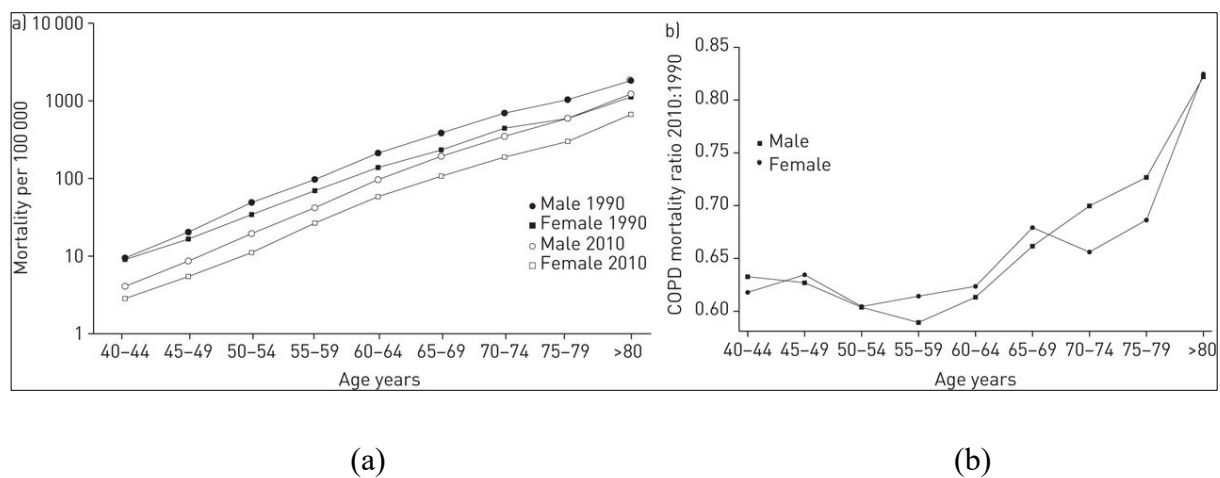 a) 10 000
1000
100
10
1
Mortality per 100 000
Male 1990
Female 1990
Male 2010
Female 2010
40–44 45–49 50–54 55–59 60–64 65–69 70–74 75–79 >80
Age years
b)
0.85
0.80
0.75
0.70
0.65
0.60
COPD mortality ratio 2010:1990
Male
Female
40–44 45–49 50–54 55–59 60–64 65–69 70–74 75–79 >80
Age years
(a) (b)